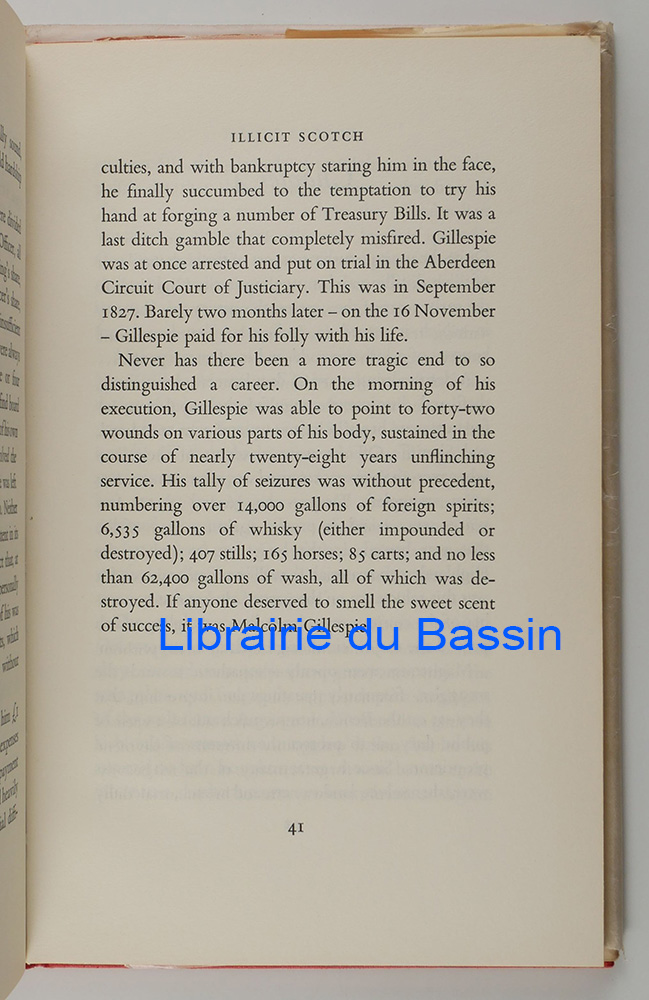 ILLICIT SCOTCH
culties, and with bankruptcy staring him in the face,
he finally succumbed to the temptation to try his
hand at forging a number of Treasury Bills. It was a
last ditch gamble that completely misfired. Gillespie
was at once arrested and put on trial in the Aberdeen
Circuit Court of Justiciary. This was in September
1827. Barely two months later – on the 16 November
– Gillespie paid for his folly with his life.
Never has there been a more tragic end to so
distinguished a career. On the morning of his
execution, Gillespie was able to point to forty-two
wounds on various parts of his body, sustained in the
course of nearly twenty-eight years unflinching
service. His tally of seizures was without precedent,
numbering over 14,000 gallons of foreign spirits;
6,535 gallons of whisky (either impounded or
destroyed); 407 stills; 165 horses; 85 carts; and no less
than 62,400 gallons of wash, all of which was de-
stroyed. If anyone deserved to smell the sweet scent
of success, it was Malcolm Gillespie
Librairie du Bassin
41